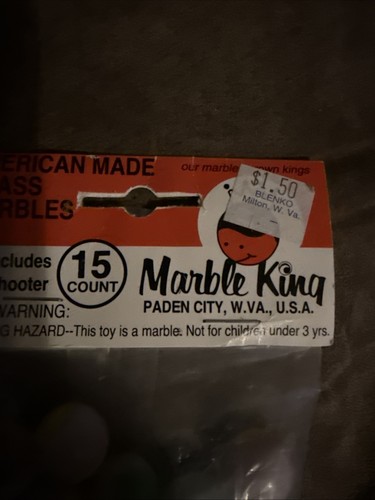 ERICAN MADE
our marble own kings
ASS
RBLES
$1.50
BLENKO
Milton, W. Va.
cludes
hooter
15
COUNT
Marble King
PADEN CITY, W.VA., U.S.A.
WARNING:
G HAZARD--This toy is a marble. Not for children under 3 yrs.